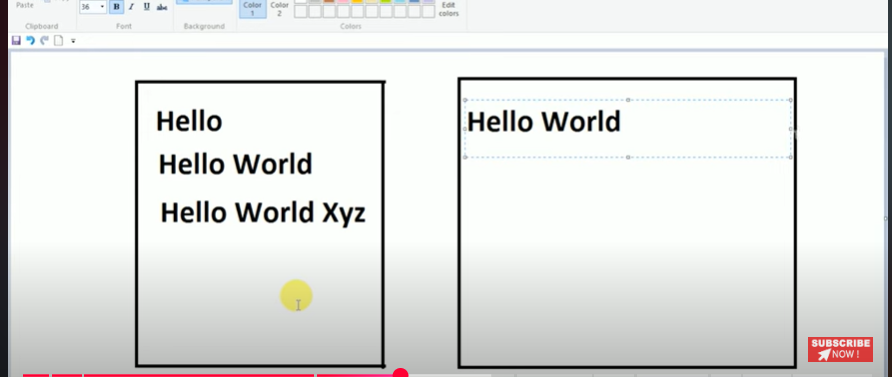 Paste
36
B I U abc
Color 1
Color 2
Edit colors
Clipboard
Font
Background
Colors
Hello
Hello World
Hello World Xyz
Hello World
SUBSCRIBE
NOW !